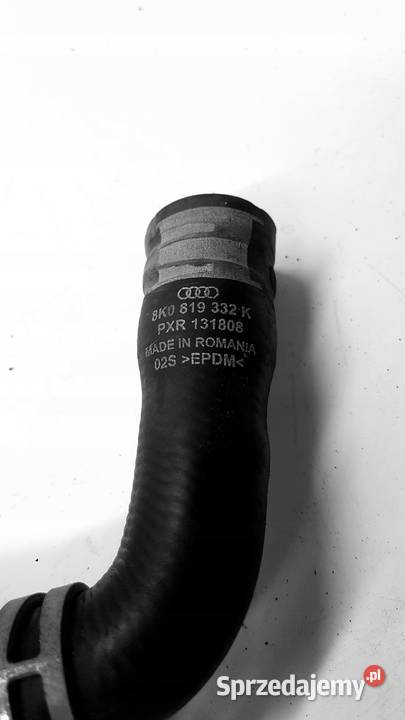 8K0 819 332 K
PXR 131808
MADE IN ROMANIA
02S >EPDM<
Sprzedajemy.pl